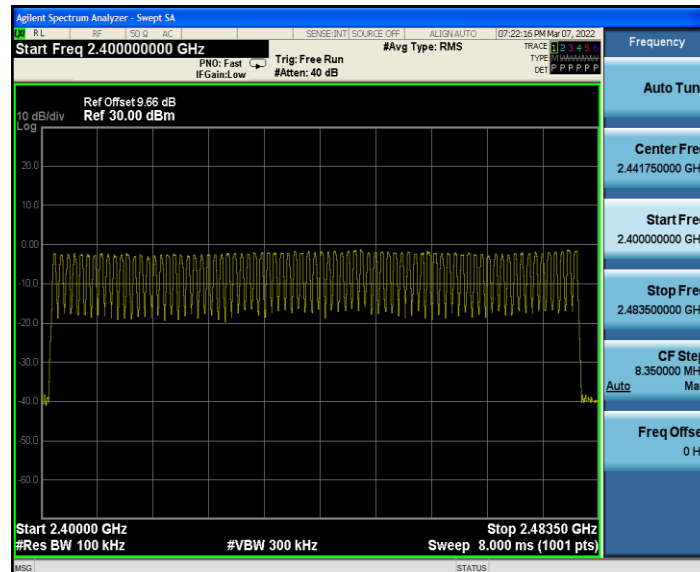 Agilent Spectrum Analyzer - Swept SA
RL RF 50 Ω AC SENSE:INT SOURCE OFF ALIGNAUTO 07:22:16 PM Mar 07, 2022
Start Freq 2.400000000 GHz
PNO: Fast
IFGain:Low
Trig: Free Run
#Atten: 40 dB
#Avg Type: RMS
TRACE 1 2 3 4 5 6
TYPE
DET P P P P P P
Ref Offset 9.66 dB
10 dB/div Ref 30.00 dBm
Log
20.0
0.00
-10.0
-20.0
-30.0
-40.0
-50.0
-60.0
Start 2.40000 GHz Stop 2.48350 GHz
#Res BW 100 kHz #VBW 300 kHz Sweep 8.000 ms (1001 pts)
MSG STATUS
Frequency
Auto Tun
Center Fre
2.441750000 GH
Start Fre
2.400000000 GH
Stop Fre
2.483500000 GH
CF Step
8.350000 MH
Auto Ma
Freq Offse
0 H